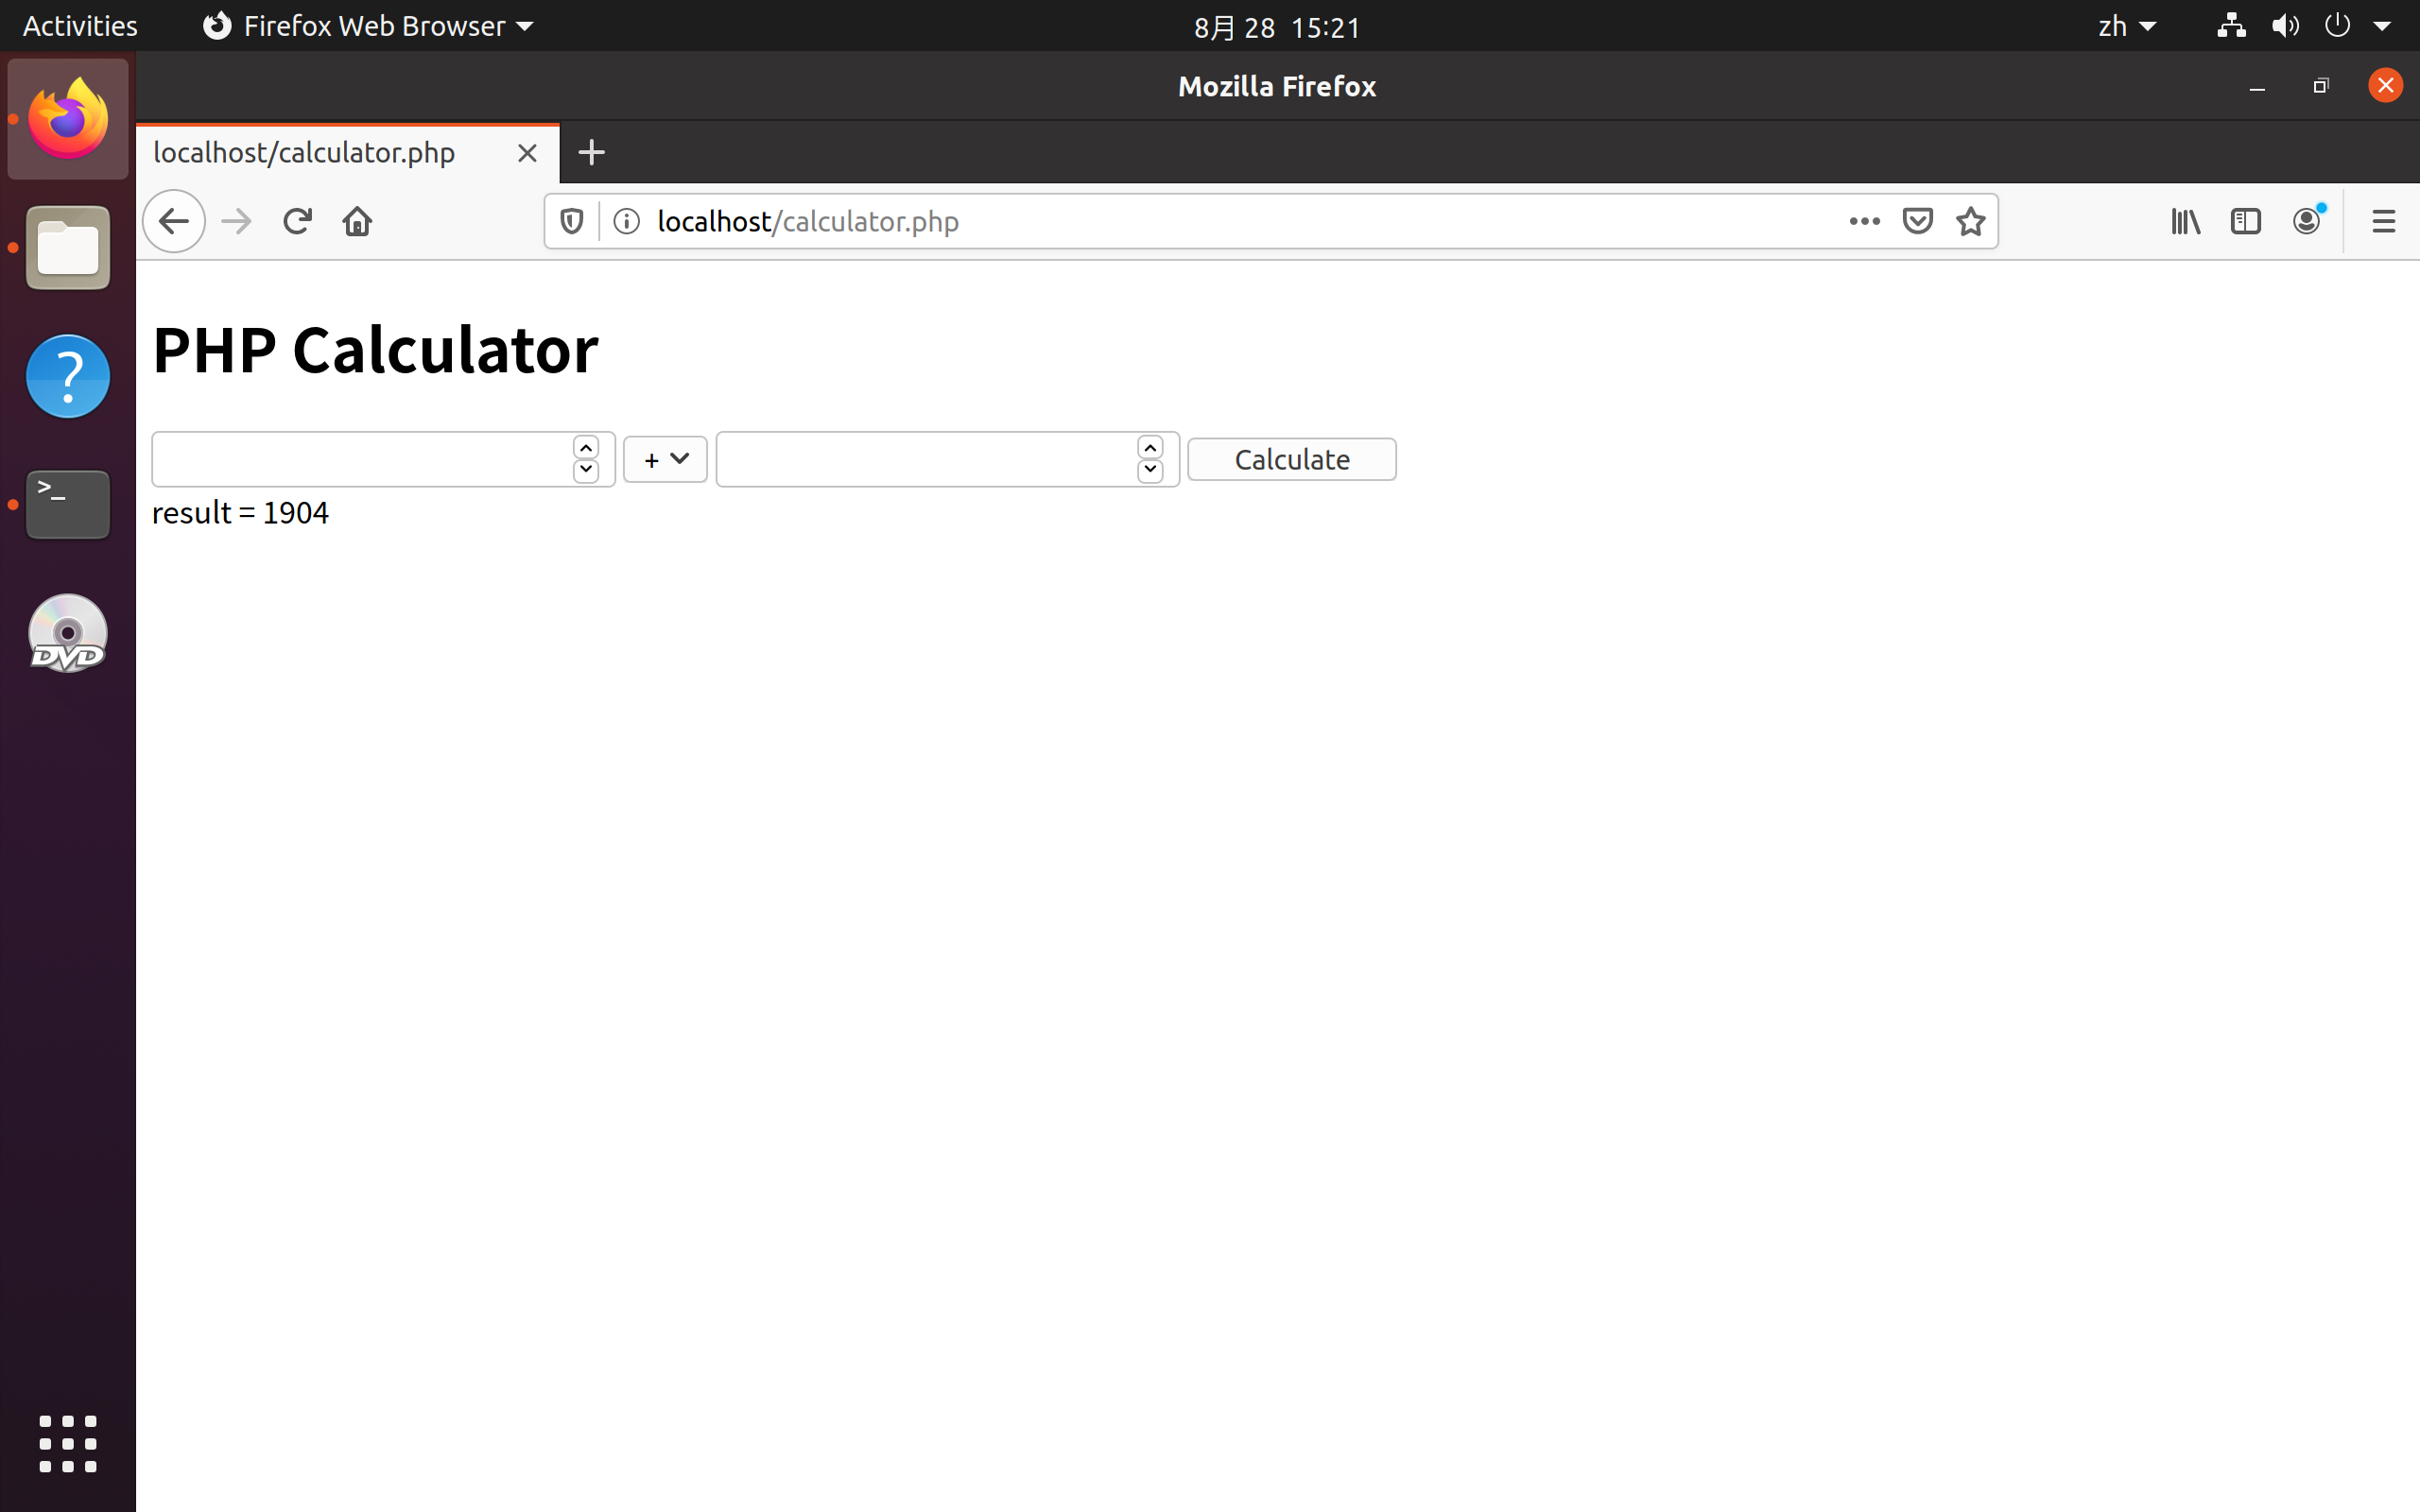 Activities
Firefox Web Browser
8月 28 15:21
zh
Mozilla Firefox
localhost/calculator.php
localhost/calculator.php
PHP Calculator
+
Calculate
result = 1904
?
>_
DVD